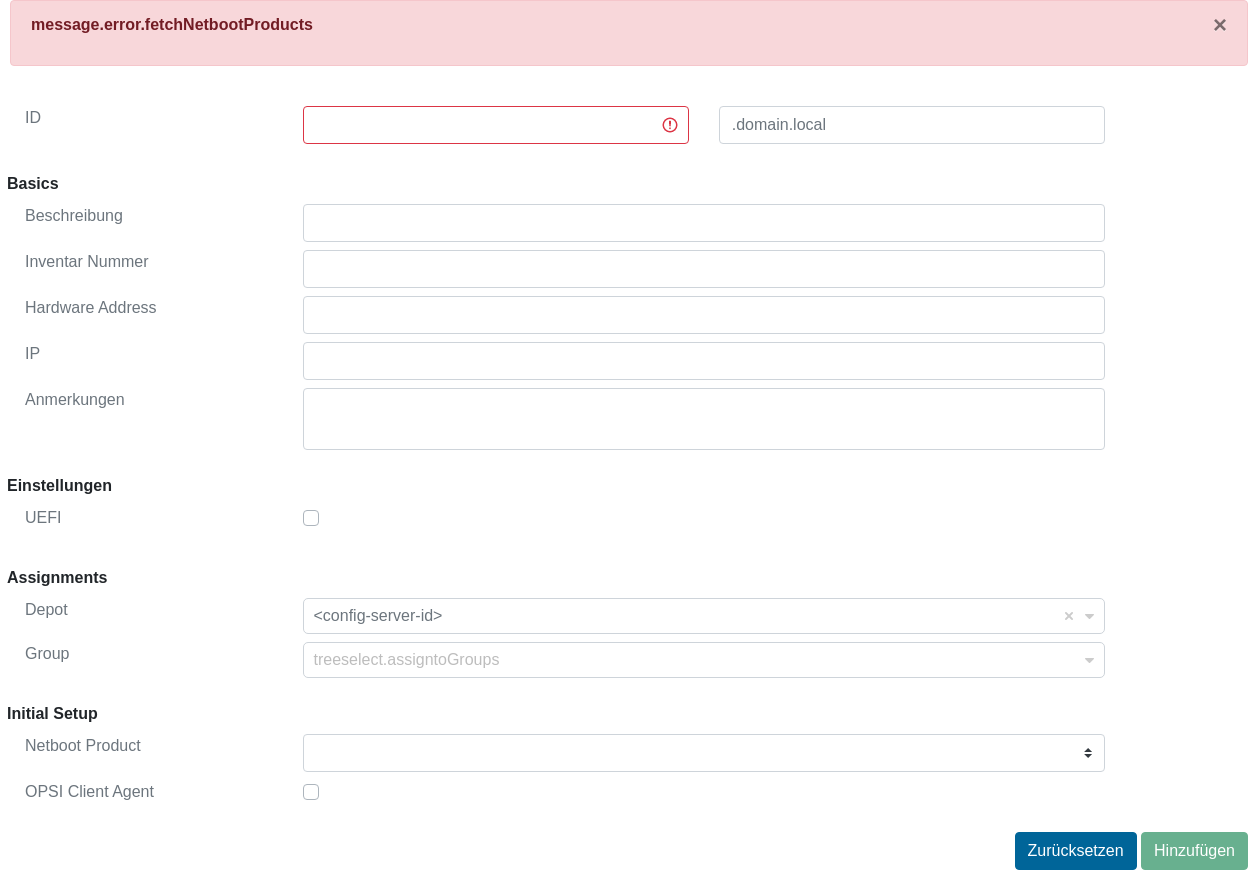 message.error.fetchNetbootProducts ×
ID .domain.local
Basics
Beschreibung
Inventar Nummer
Hardware Address
IP
Anmerkungen
Einstellungen
UEFI
Assignments
Depot <config-server-id> ×
Group treeselect.assigntoGroups
Initial Setup
Netboot Product
OPSI Client Agent
Zurücksetzen Hinzufügen